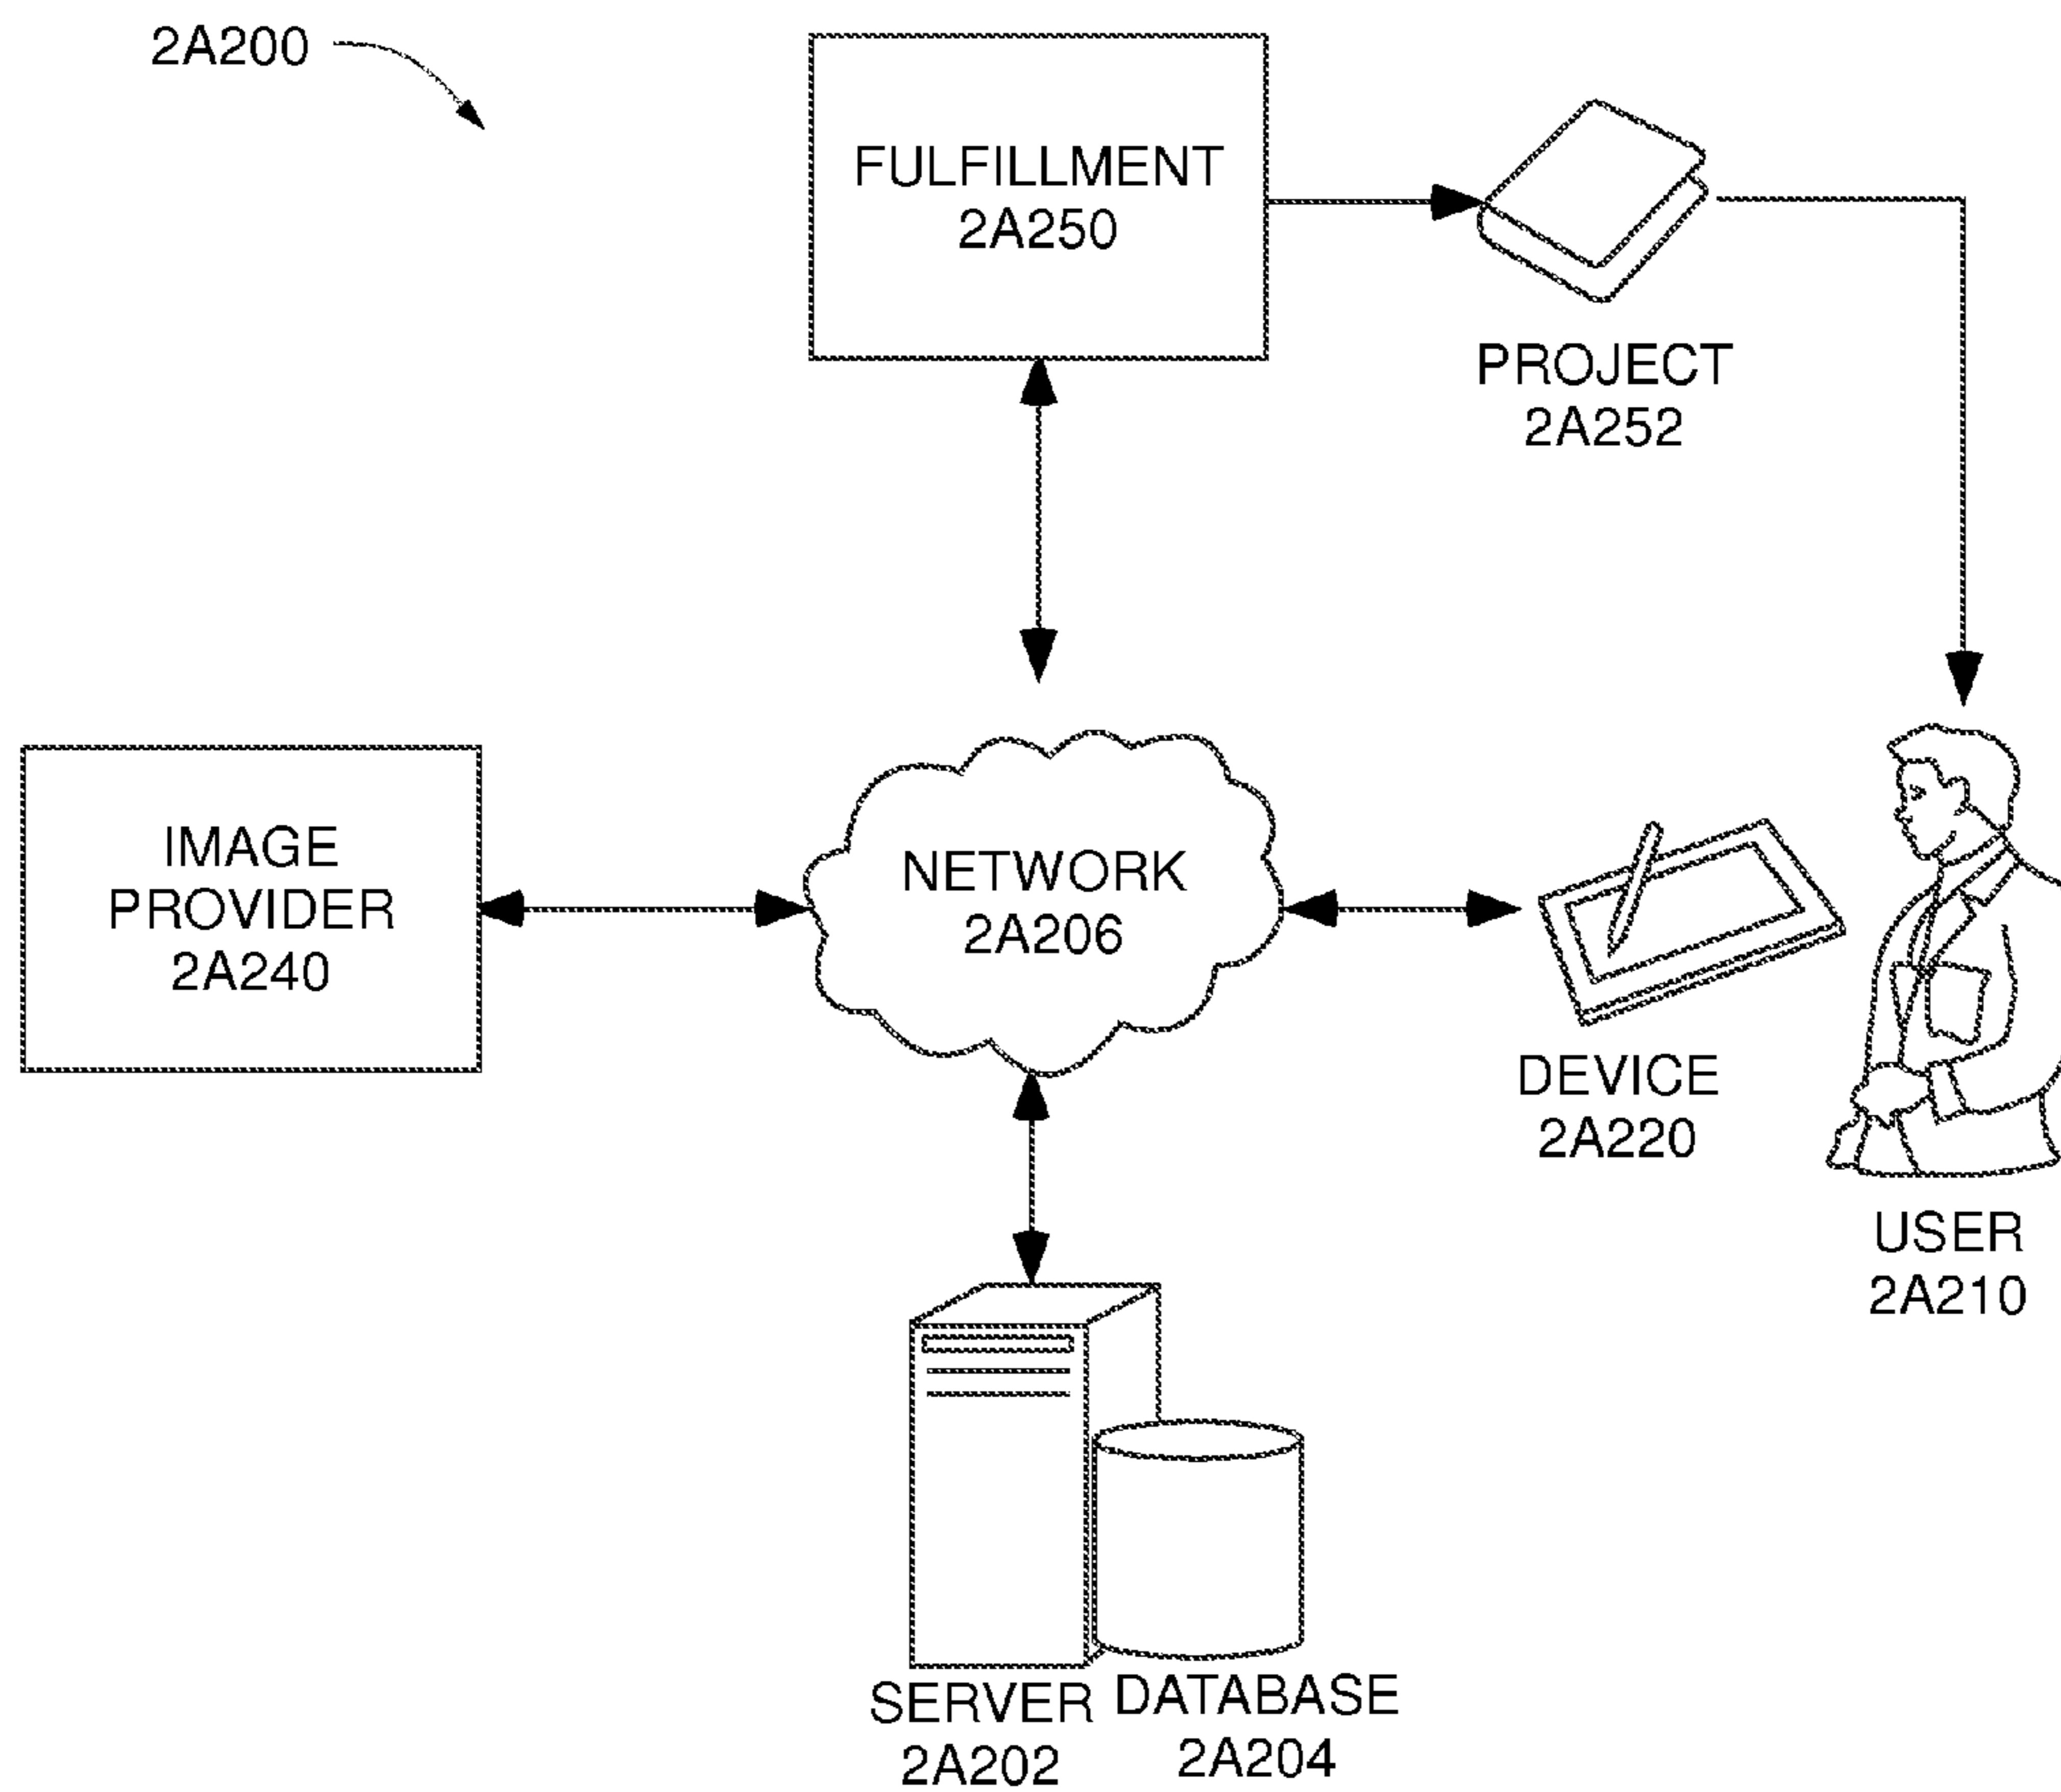 2A200
FULFILLMENT
2A250
PROJECT
2A252
IMAGE
PROVIDER
2A240
NETWORK
2A206
DEVICE
2A220
USER
2A210
SERVER
2A202
DATABASE
2A204